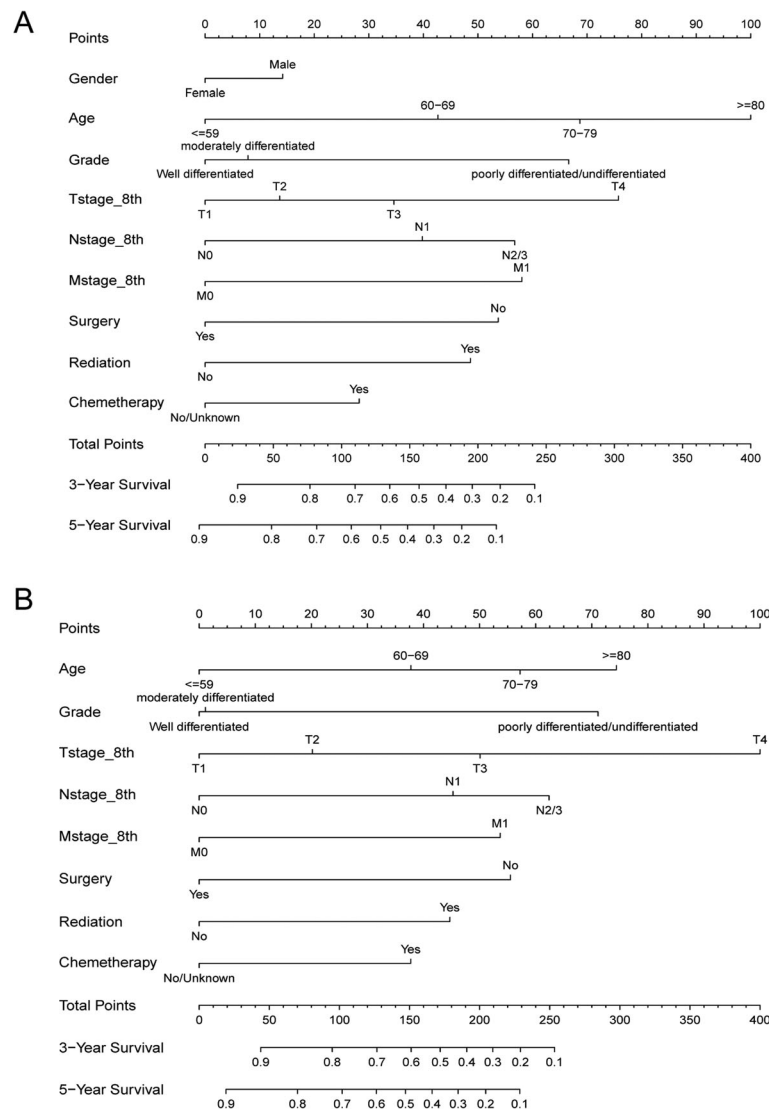 A
0 10 20 30 40 50 60 70 80 90 100
Points
Male
Gender
Female
60−69 >=80
Age
<=59 70−79
moderately differentiated
Grade
Well differentiated poorly differentiated/undifferentiated
T2 T4
Tstage_8th
T1 T3
N1
Nstage_8th
N0 N2/3
M1
Mstage_8th
M0
No
Surgery
Yes
Yes
Rediation
No
Yes
Chemetherapy
No/Unknown
Total Points
0 50 100 150 200 250 300 350 400
3−Year Survival
0.9 0.8 0.7 0.6 0.5 0.4 0.3 0.2 0.1
5−Year Survival
0.9 0.8 0.7 0.6 0.5 0.4 0.3 0.2 0.1
B
0 10 20 30 40 50 60 70 80 90 100
Points
60−69 >=80
Age
<=59 70−79
moderately differentiated
Grade
Well differentiated poorly differentiated/undifferentiated
T2 T4
Tstage_8th
T1 T3
N1
Nstage_8th
N0 N2/3
M1
Mstage_8th
M0
No
Surgery
Yes
Yes
Rediation
No
Yes
Chemetherapy
No/Unknown
Total Points
0 50 100 150 200 250 300 350 400
3−Year Survival
0.9 0.8 0.7 0.6 0.5 0.4 0.3 0.2 0.1
5−Year Survival
0.9 0.8 0.7 0.6 0.5 0.4 0.3 0.2 0.1